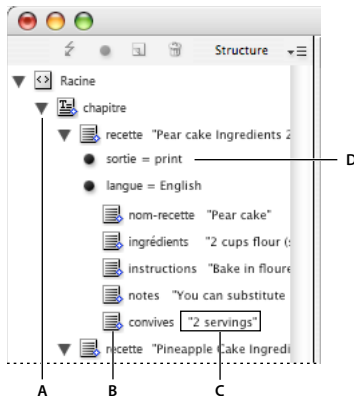 Structure
Racine
chapitre
recette "Pear cake Ingredients 2
sortie = print
D
langue = English
nom-recette "Pear cake"
ingrédients "2 cups flour (s
instructions "Bake in floure
notes "You can substitute
convives "2 servings"
recette "Pineapple Cake Ingredi
A B C